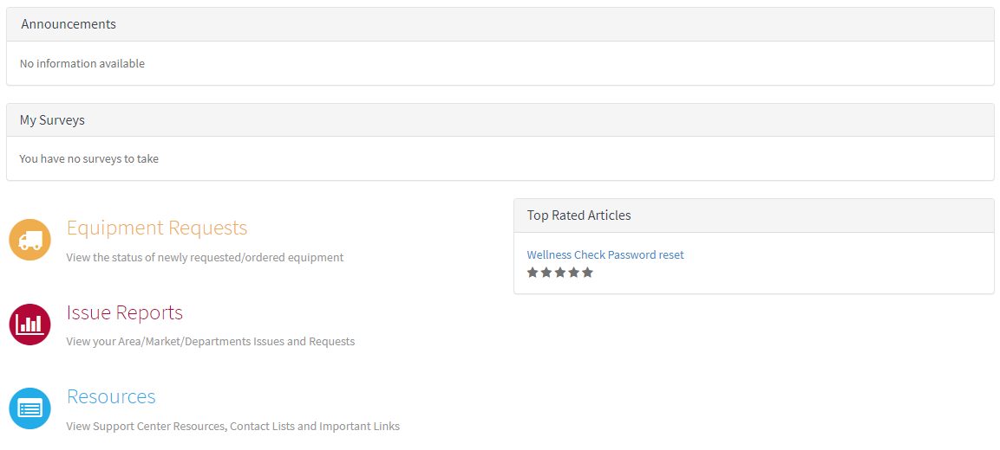 Announcements
No information available
My Surveys
You have no surveys to take
Equipment Requests
View the status of newly requested/ordered equipment
Issue Reports
View your Area/Market/Departments Issues and Requests
Resources
View Support Center Resources, Contact Lists and Important Links
Top Rated Articles
Wellness Check Password reset